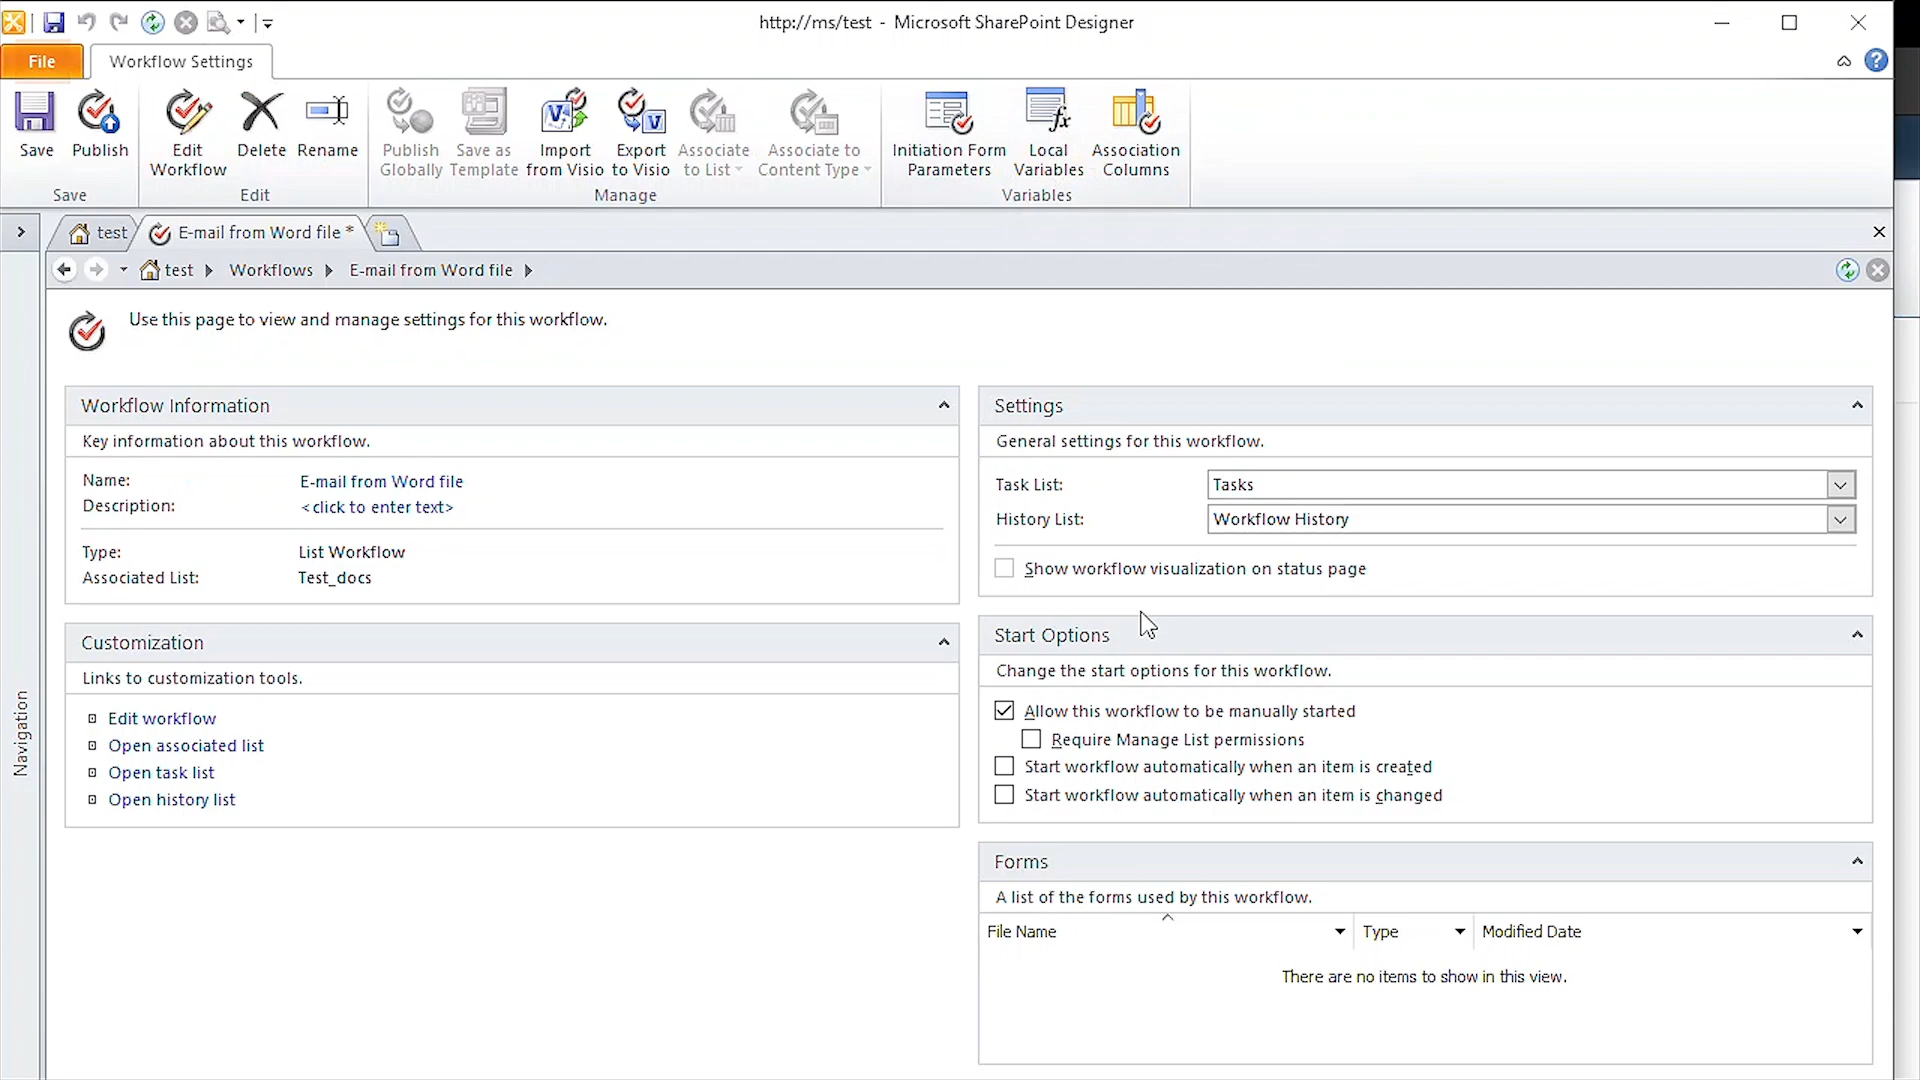 http://ms/test - Microsoft SharePoint Designer
File
Workflow Settings
Save
Publish
Edit Workflow
Delete
Rename
Publish Globally
Save as Template
Import from Visio
Export to Visio
Associate to List
Associate to Content Type
Initiation Form Parameters
Local Variables
Association Columns
Save
Edit
Manage
Variables
test
E-mail from Word file *
test
Workflows
E-mail from Word file
Use this page to view and manage settings for this workflow.
Navigation
Workflow Information
Key information about this workflow.
Name: E-mail from Word file
Description: <click to enter text>
Type: List Workflow
Associated List: Test_docs
Customization
Links to customization tools.
Edit workflow
Open associated list
Open task list
Open history list
Settings
General settings for this workflow.
Task List: Tasks
History List: Workflow History
Show workflow visualization on status page
Start Options
Change the start options for this workflow.
Allow this workflow to be manually started
Require Manage List permissions
Start workflow automatically when an item is created
Start workflow automatically when an item is changed
Forms
A list of the forms used by this workflow.
File Name Type Modified Date
There are no items to show in this view.